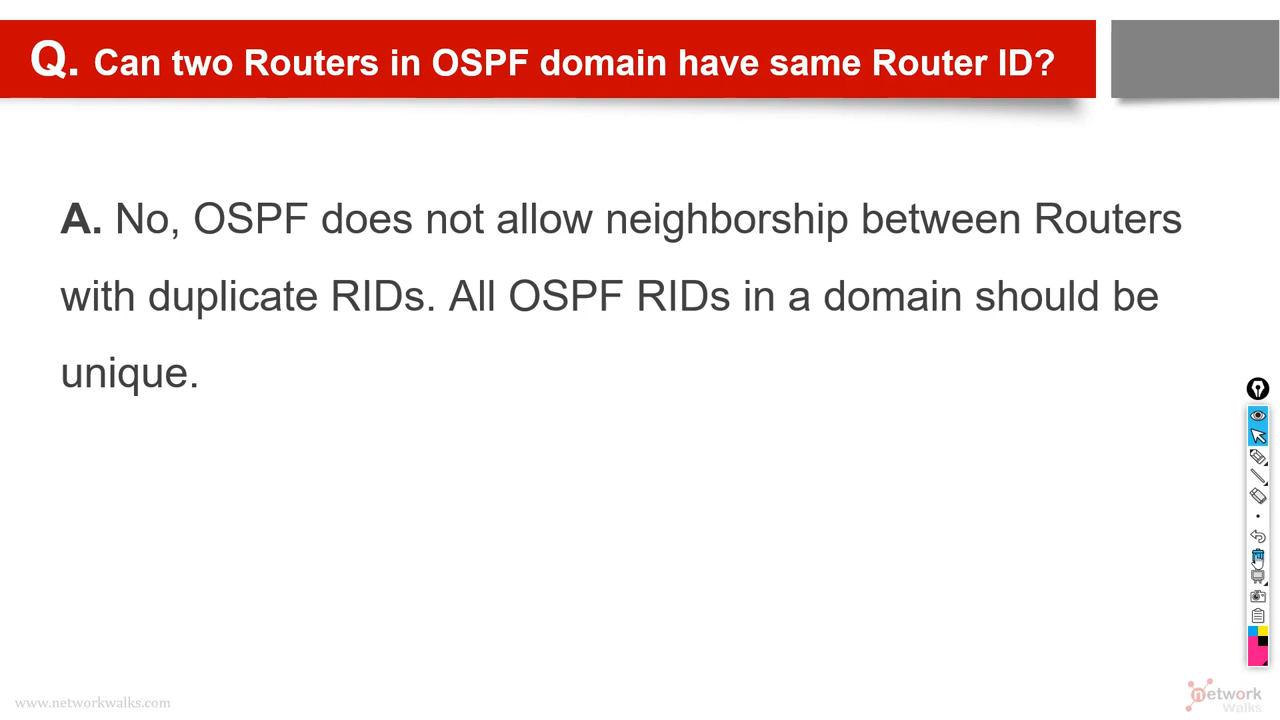 Q. Can two Routers in OSPF domain have same Router ID?
A. No, OSPF does not allow neighborship between Routers
with duplicate RIDs. All OSPF RIDs in a domain should be
unique.
www.networkwalks.com
network
Walks